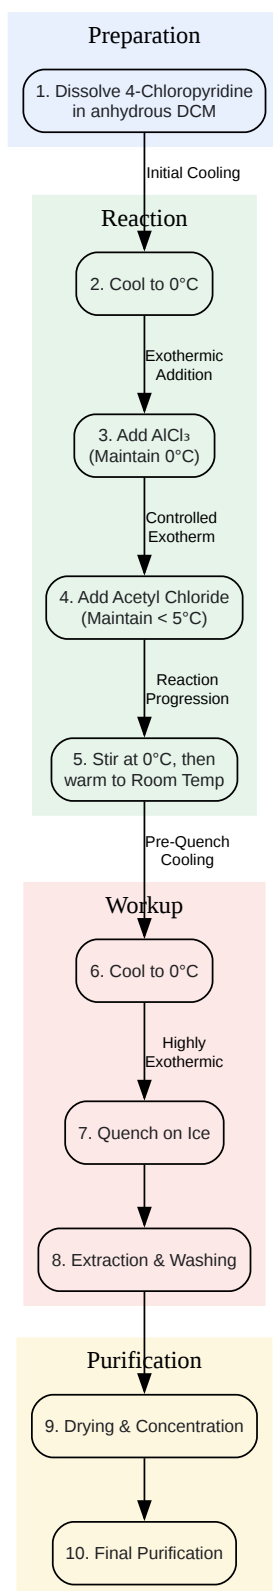 Preparation
1. Dissolve 4-Chloropyridine
in anhydrous DCM
Initial Cooling
Reaction
2. Cool to 0°C
Exothermic
Addition
3. Add AlCl₃
(Maintain 0°C)
Controlled
Exotherm
4. Add Acetyl Chloride
(Maintain < 5°C)
Reaction
Progression
5. Stir at 0°C, then
warm to Room Temp
Pre-Quench
Cooling
Workup
6. Cool to 0°C
Highly
Exothermic
7. Quench on Ice
8. Extraction & Washing
Purification
9. Drying & Concentration
10. Final Purification